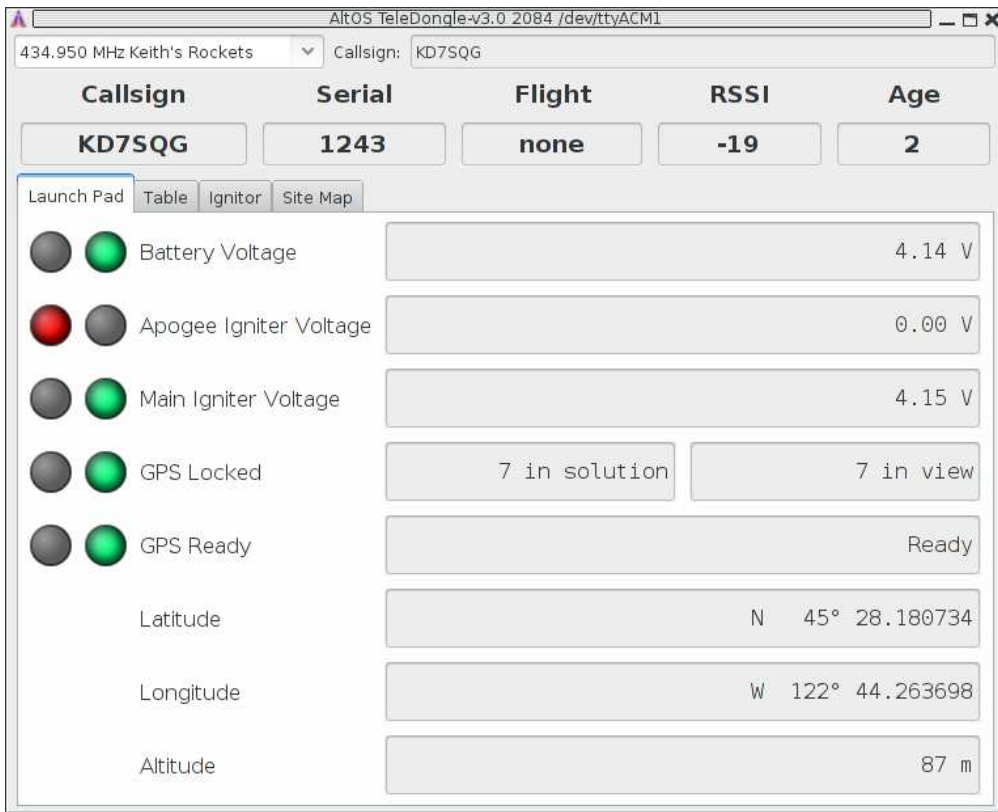 AltOS TeleDongle-v3.0 2084 /dev/ttyACM1
434.950 MHz Keith's Rockets Callsign: KD7SQG
Callsign Serial Flight RSSI Age
KD7SQG 1243 none -19 2
Launch Pad Table Ignitor Site Map
Battery Voltage 4.14 V
Apogee Igniter Voltage 0.00 V
Main Igniter Voltage 4.15 V
GPS Locked 7 in solution 7 in view
GPS Ready Ready
Latitude N 45° 28.180734
Longitude W 122° 44.263698
Altitude 87 m